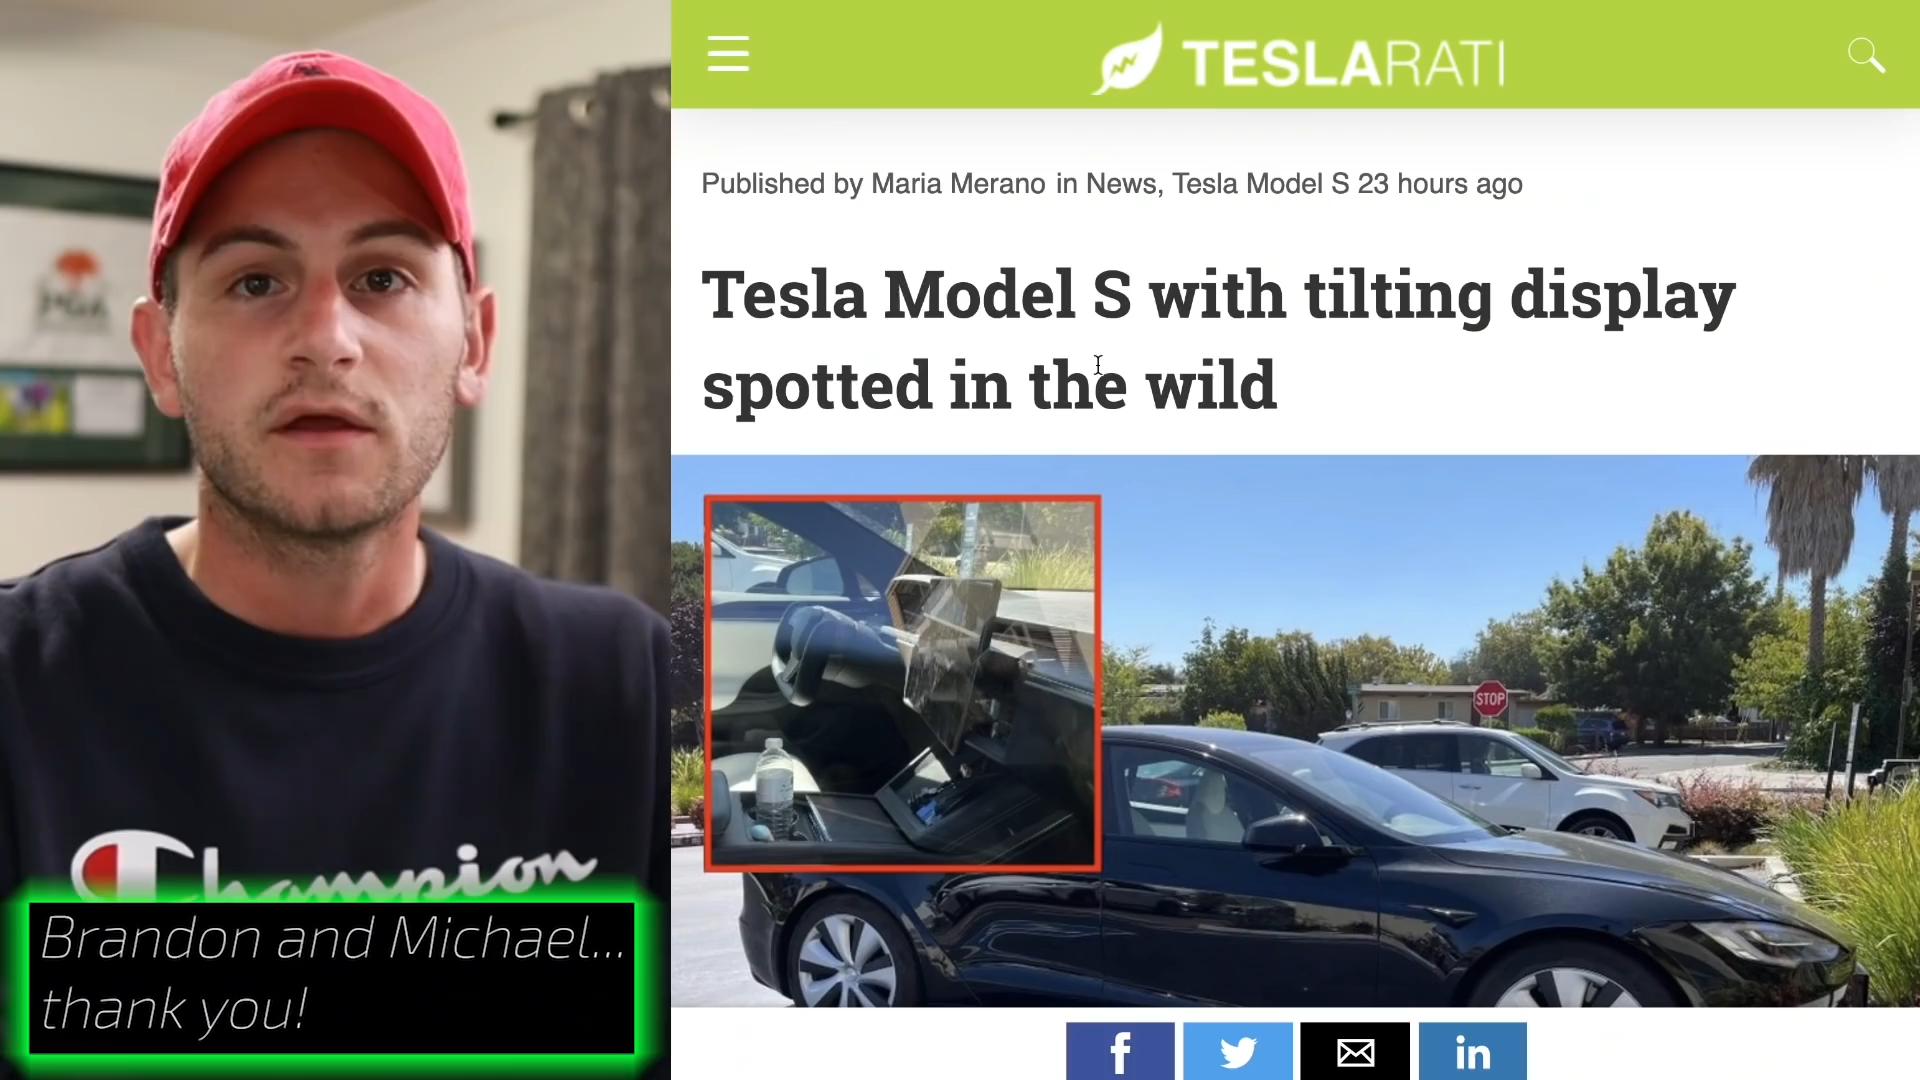 TESLARATI
Published by Maria Merano in News, Tesla Model S 23 hours ago
Tesla Model S with tilting display
spotted in the wild
STOP
PGA
Champion
Brandon and Michael...
thank you!